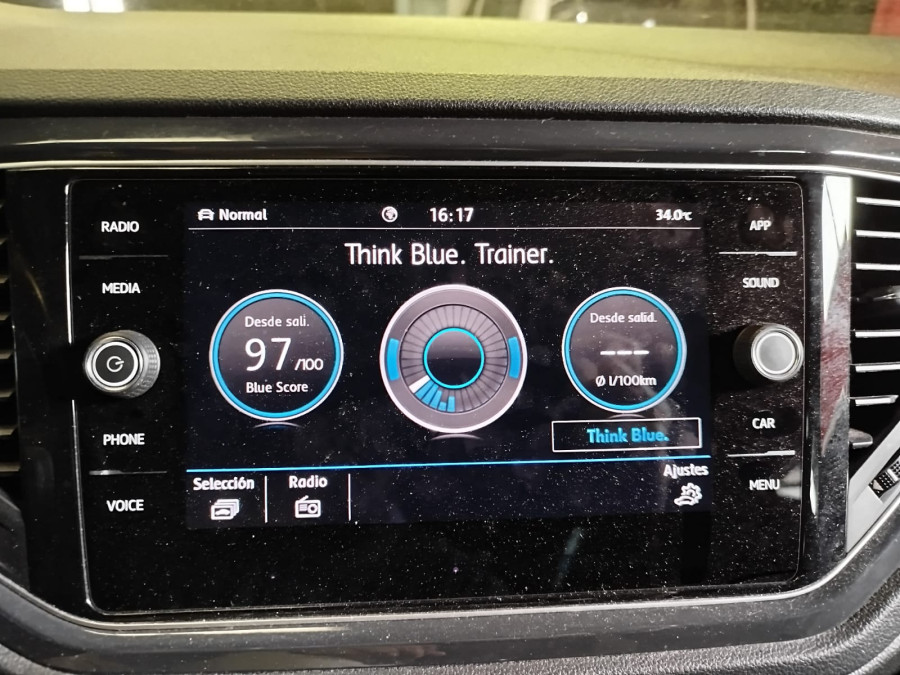 RADIO
MEDIA
PHONE
VOICE
Normal
16:17
34.0°C
Think Blue. Trainer.
Desde sali.
97 /100
Blue Score
Desde salid.
---
Ø l/100km
Think Blue.
Selección
Radio
Ajustes
APP
SOUND
CAR
MENU